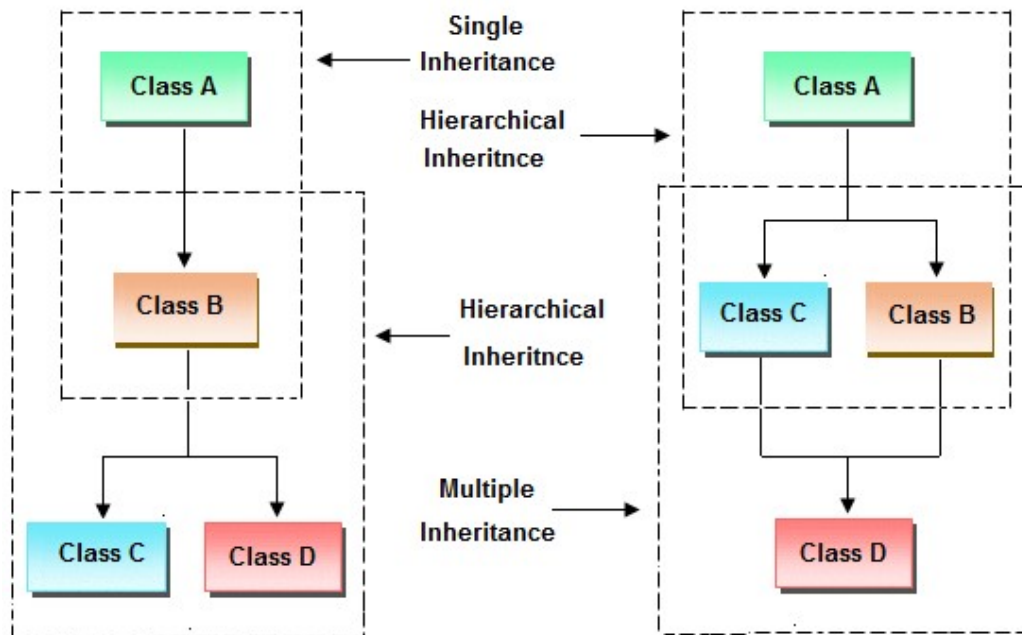 Single
Inheritance
Class A
Class A
Hierarchical
Inheritnce
Class B
Class C
Class B
Hierarchical
Inheritnce
Multiple
Inheritance
Class C
Class D
Class D